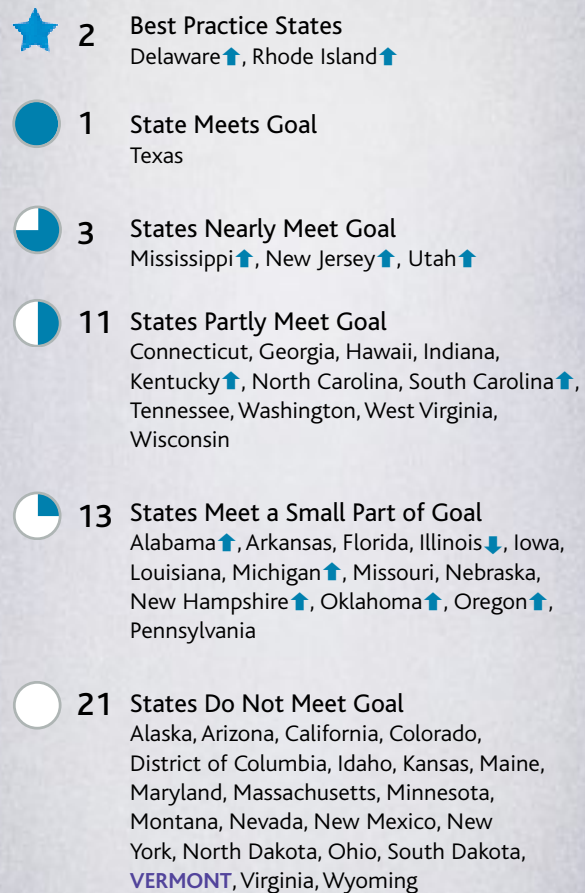 2 Best Practice States
Delaware⬆, Rhode Island⬆
1 State Meets Goal
Texas
3 States Nearly Meet Goal
Mississippi⬆, New Jersey⬆, Utah⬆
11 States Partly Meet Goal
Connecticut, Georgia, Hawaii, Indiana,
Kentucky⬆, North Carolina, South Carolina⬆,
Tennessee, Washington, West Virginia,
Wisconsin
13 States Meet a Small Part of Goal
Alabama⬆, Arkansas, Florida, Illinois⬇, Iowa,
Louisiana, Michigan⬆, Missouri, Nebraska,
New Hampshire⬆, Oklahoma⬆, Oregon⬆,
Pennsylvania
21 States Do Not Meet Goal
Alaska, Arizona, California, Colorado,
District of Columbia, Idaho, Kansas, Maine,
Maryland, Massachusetts, Minnesota,
Montana, Nevada, New Mexico, New
York, North Dakota, Ohio, South Dakota,
VERMONT, Virginia, Wyoming